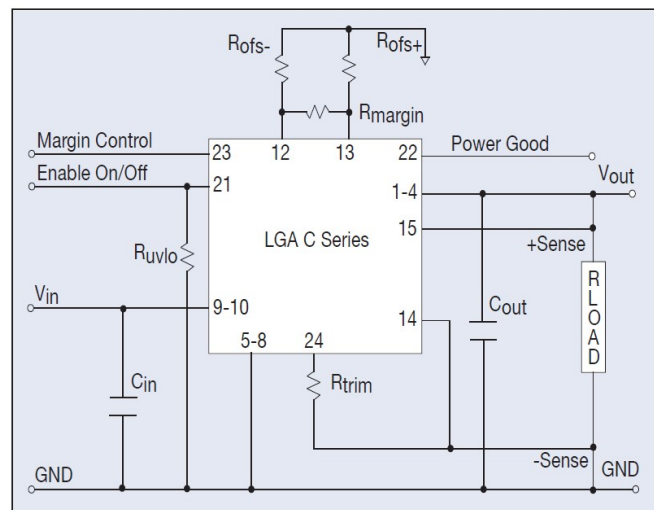 Rofs-
Rofs+
Rmargin
Margin Control
23
12
13
22
Power Good
Enable On/Off
21
1-4
Vout
LGA C Series
15
+Sense
Ruvlo
Vin
9-10
14
Cout
RLOAD
5-8
24
Cin
Rtrim
-Sense
GND
GND